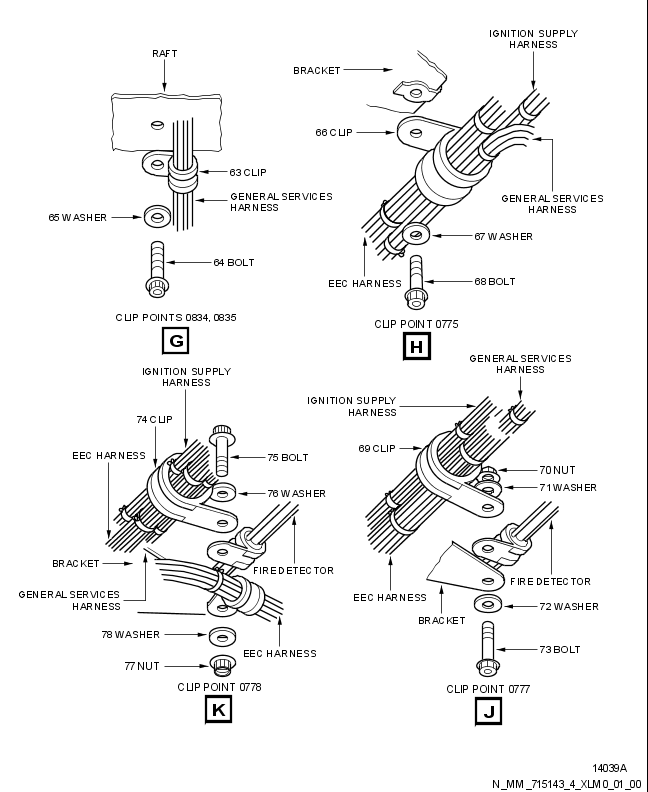 RAFT
63 CLIP
GENERAL SERVICES
HARNESS
65 WASHER
64 BOLT
CLIP POINTS 0834, 0835
G
IGNITION SUPPLY
HARNESS
BRACKET
66 CLIP
GENERAL SERVICES
HARNESS
67 WASHER
EEC HARNESS
68 BOLT
CLIP POINT 0775
H
IGNITION SUPPLY
HARNESS
74 CLIP
EEC HARNESS
75 BOLT
76 WASHER
BRACKET
FIRE DETECTOR
GENERAL SERVICES
HARNESS
78 WASHER
EEC HARNESS
77 NUT
CLIP POINT 0778
K
GENERAL SERVICES
HARNESS
IGNITION SUPPLY
HARNESS
69 CLIP
70 NUT
71 WASHER
FIRE DETECTOR
EEC HARNESS
72 WASHER
BRACKET
73 BOLT
CLIP POINT 0777
J
14039A
N_MM_715143_4_XLM0_01_00